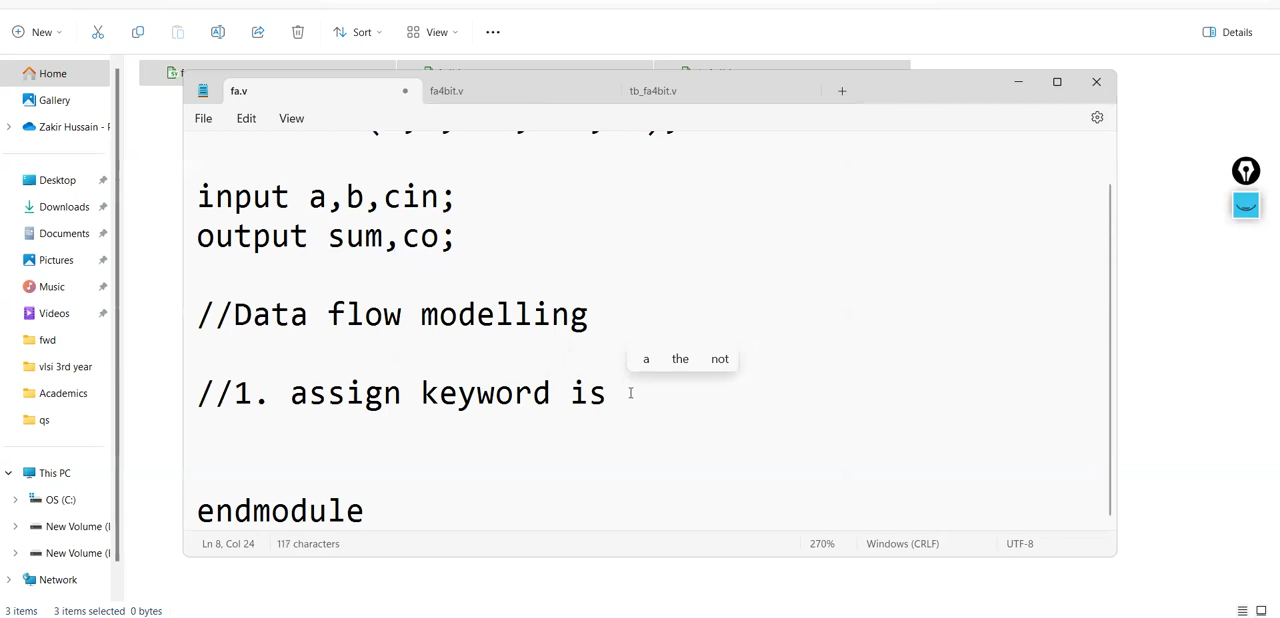 New
Sort
View
Details
Home
Gallery
Zakir Hussain -
Desktop
Downloads
Documents
Pictures
Music
Videos
fwd
vlsi 3rd year
Academics
qs
This PC
OS (C:)
New Volume (
New Volume (
Network
3 items 3 items selected 0 bytes
fa.v
fa4bit.v
tb_fa4bit.v
File Edit View
input a,b,cin;
output sum,co;
//Data flow modelling
a the not
//1. assign keyword is
endmodule
Ln 8, Col 24 117 characters 270% Windows (CRLF) UTF-8